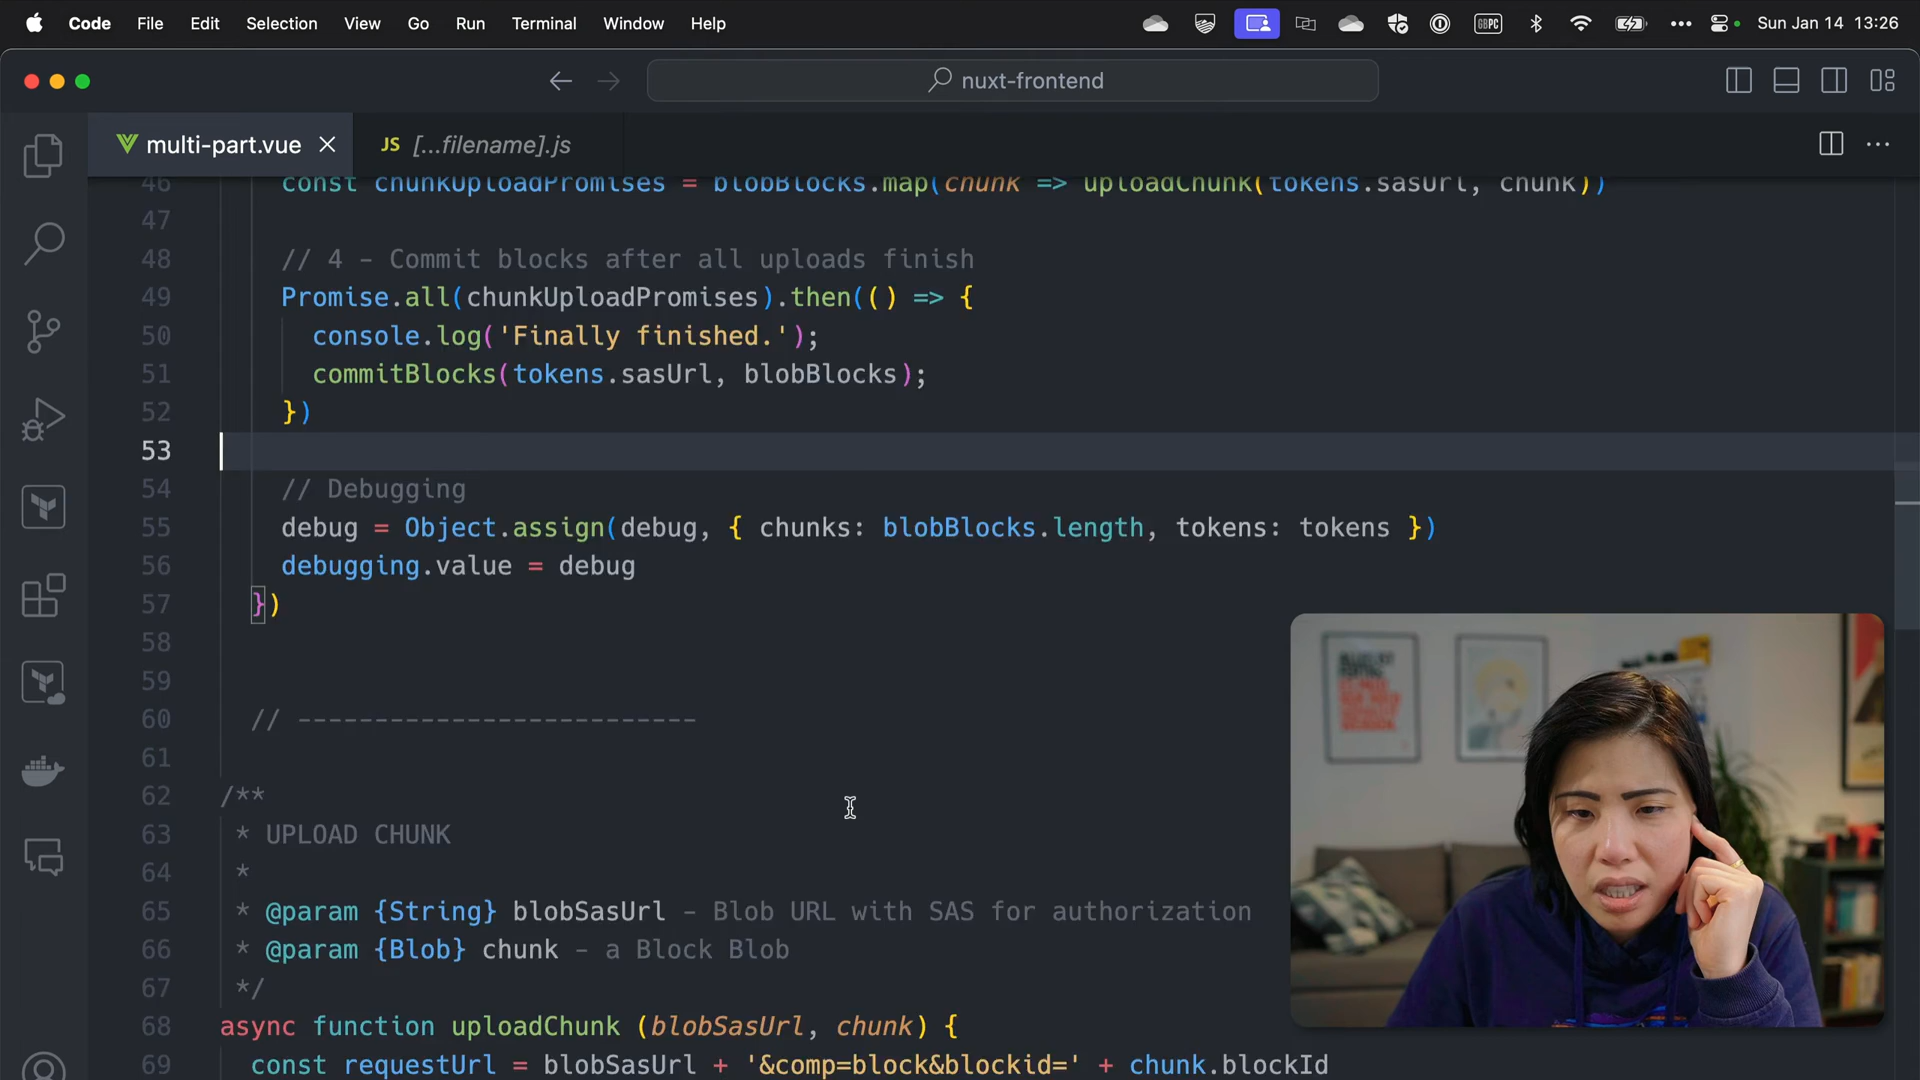 Code File Edit Selection View Go Run Terminal Window Help
GBPC
Sun Jan 14 13:26
nuxt-frontend
multi-part.vue
JS [...filename].js
46 const chunkUploadPromises = blobBlocks.map(chunk => uploadChunk(tokens.sasUrl, chunk))
47
48 // 4 - Commit blocks after all uploads finish
49 Promise.all(chunkUploadPromises).then(() => {
50 console.log('Finally finished.');
51 commitBlocks(tokens.sasUrl, blobBlocks);
52 })
53
54 // Debugging
55 debug = Object.assign(debug, { chunks: blobBlocks.length, tokens: tokens })
56 debugging.value = debug
57 })
58
59
60 // --------------------------
61
62 /**
63 * UPLOAD CHUNK
64 *
65 * @param {String} blobSasUrl - Blob URL with SAS for authorization
66 * @param {Blob} chunk - a Block Blob
67 */
68 async function uploadChunk (blobSasUrl, chunk) {
69 const requestUrl = blobSasUrl + '&comp=block&blockid=' + chunk.blockId